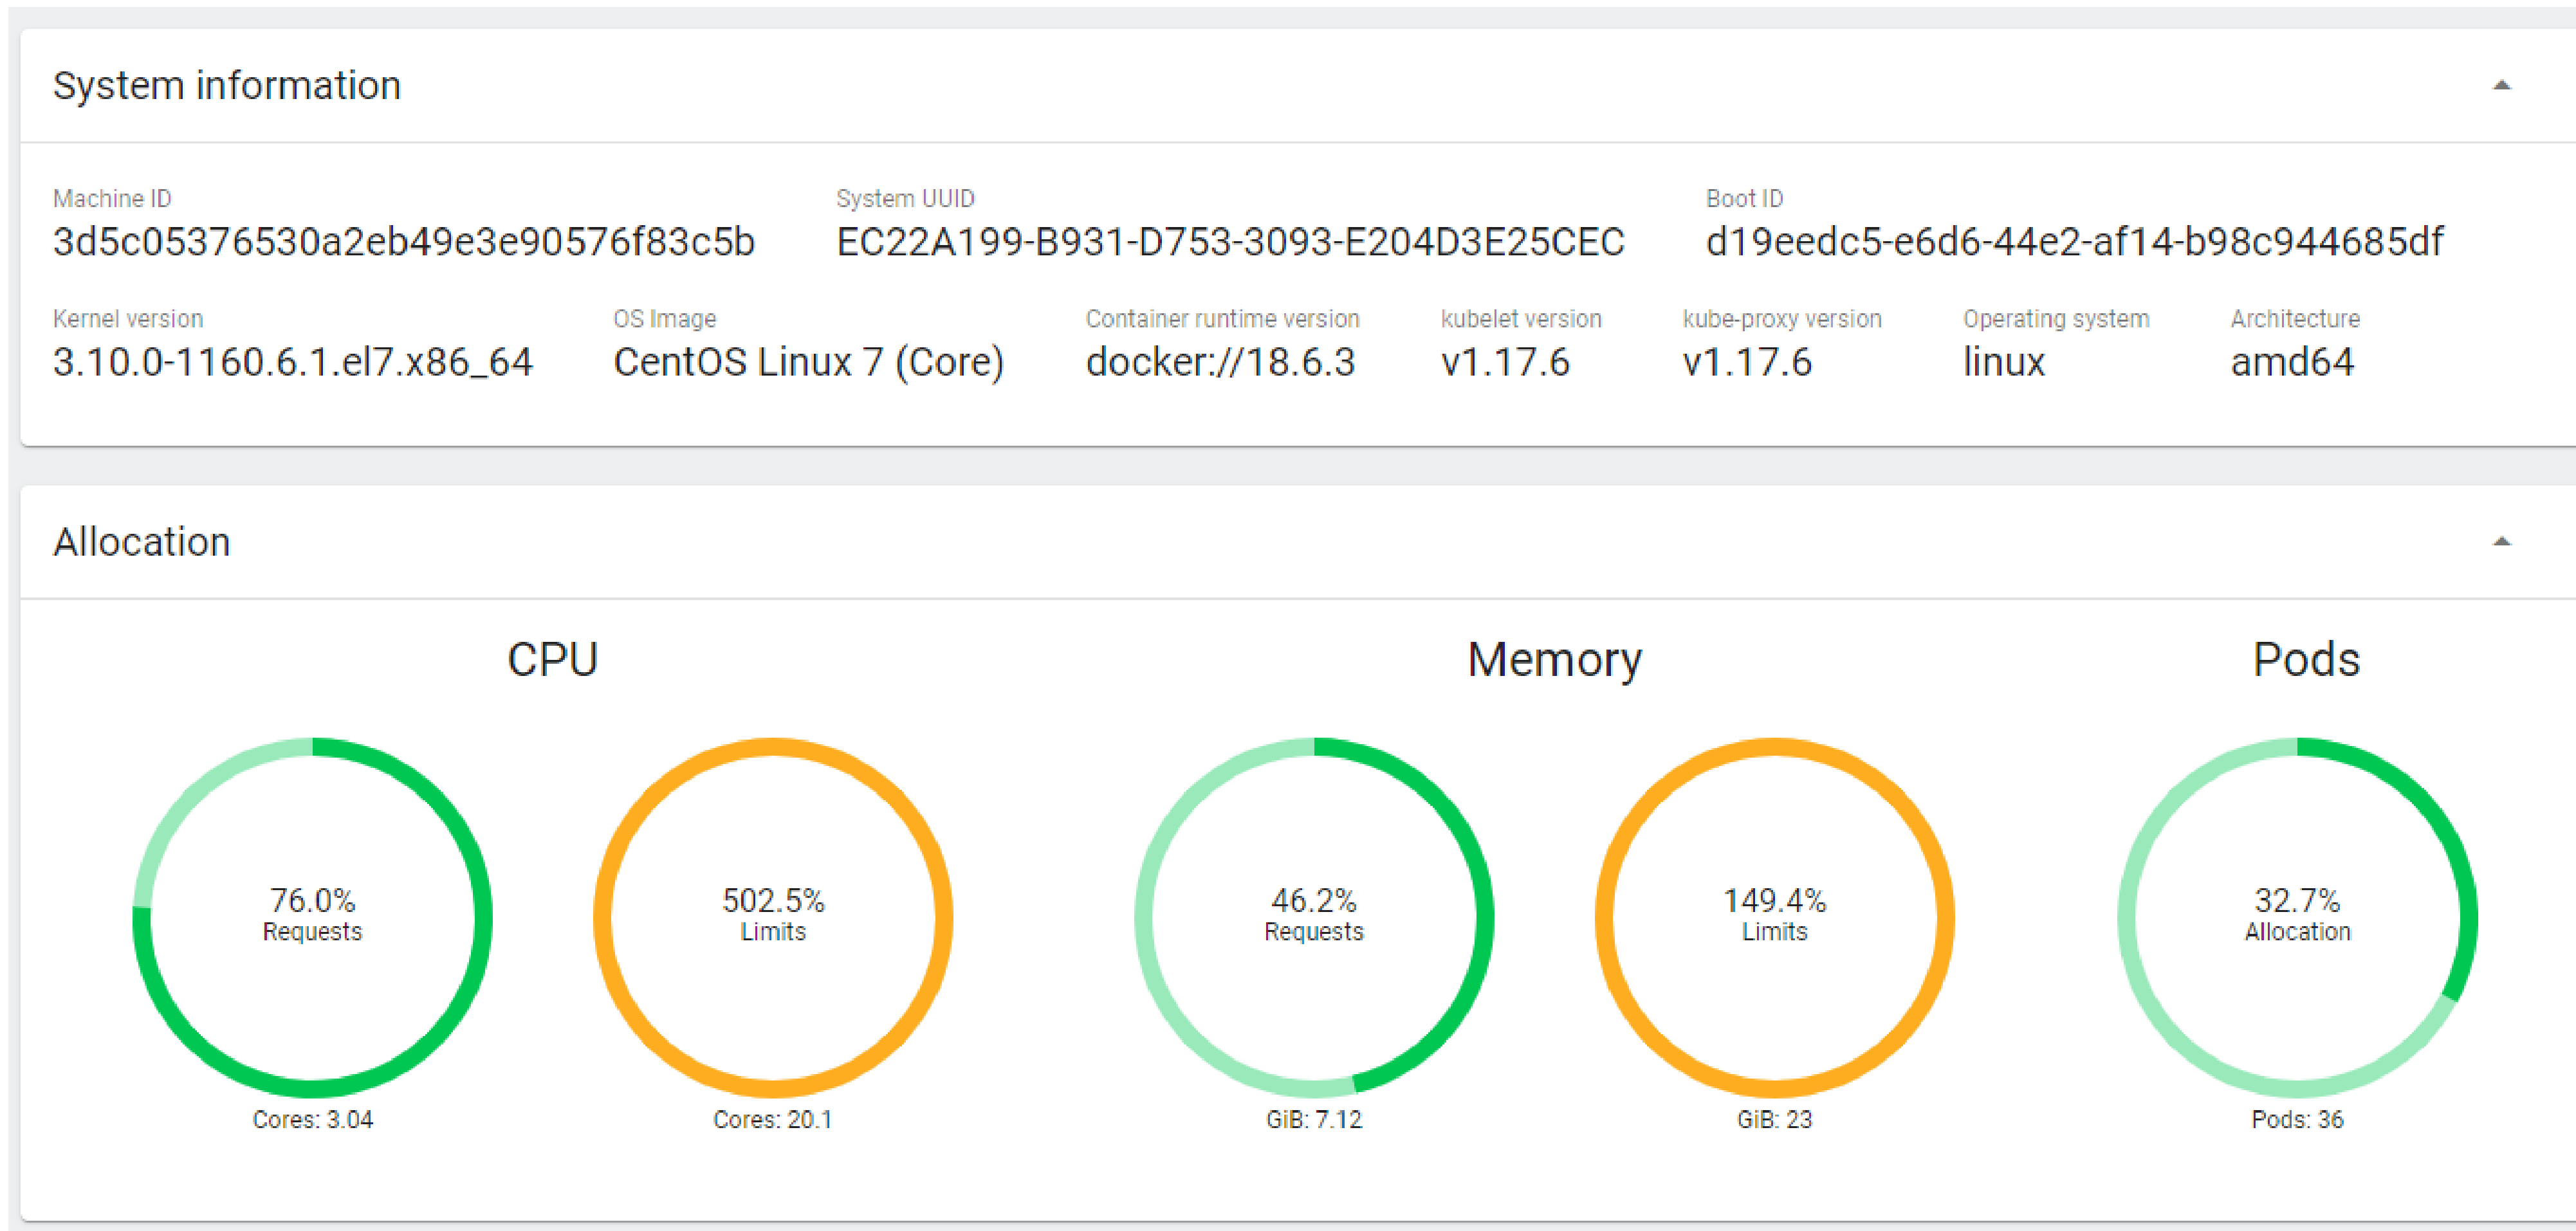 System information
Machine ID System UUID Boot ID
3d5c05376530a2eb49e3e90576f83c5b EC22A199-B931-D753-3093-E204D3E25CEC d19eedc5-e6d6-44e2-af14-b98c944685df
Kernel version OS Image Container runtime version kubelet version kube-proxy version Operating system Architecture
3.10.0-1160.6.1.el7.x86_64 CentOS Linux 7 (Core) docker://18.6.3 v1.17.6 v1.17.6 linux amd64
Allocation
CPU Memory Pods
76.0% 502.5% 46.2% 149.4% 32.7%
Requests Limits Requests Limits Allocation
Cores: 3.04 Cores: 20.1 GiB: 7.12 GiB: 23 Pods: 36